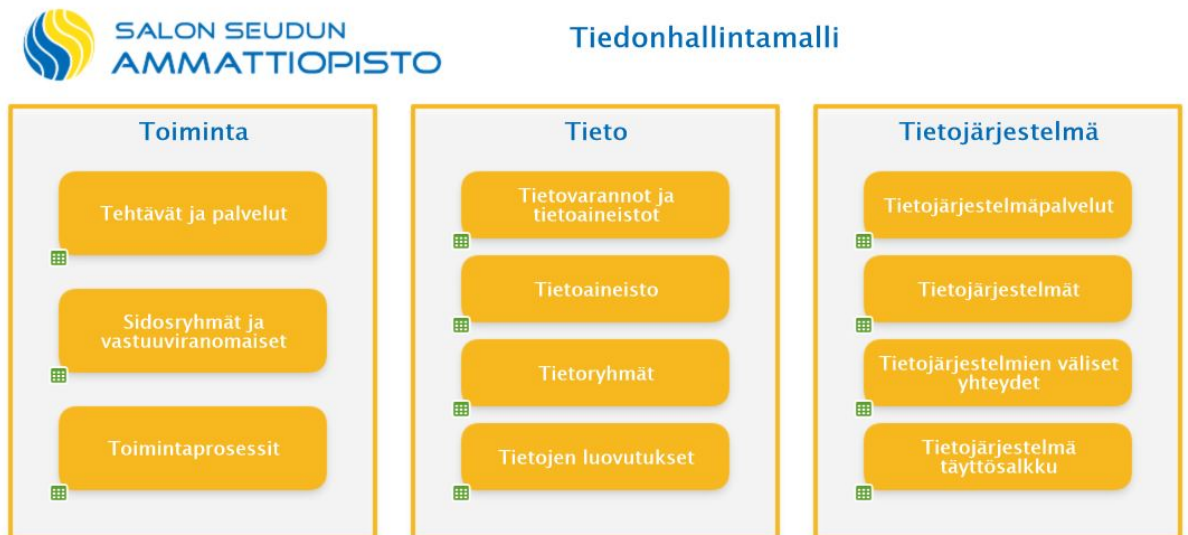 SALON SEUDUN
AMMATTIOPISTO
Tiedonhallintamalli
Toiminta
Tehtävät ja palvelut
Sidosryhmät ja
vastuuviranomaiset
Toimintaprosessit
Tieto
Tietovarannot ja
tietoaineistot
Tietoaineisto
Tietoryhmät
Tietojen luovutukset
Tietojärjestelmä
Tietojärjestelmäpalvelut
Tietojärjestelmät
Tietojärjestelmien väliset
yhteydet
Tietojärjestelmä
täyttösalkku